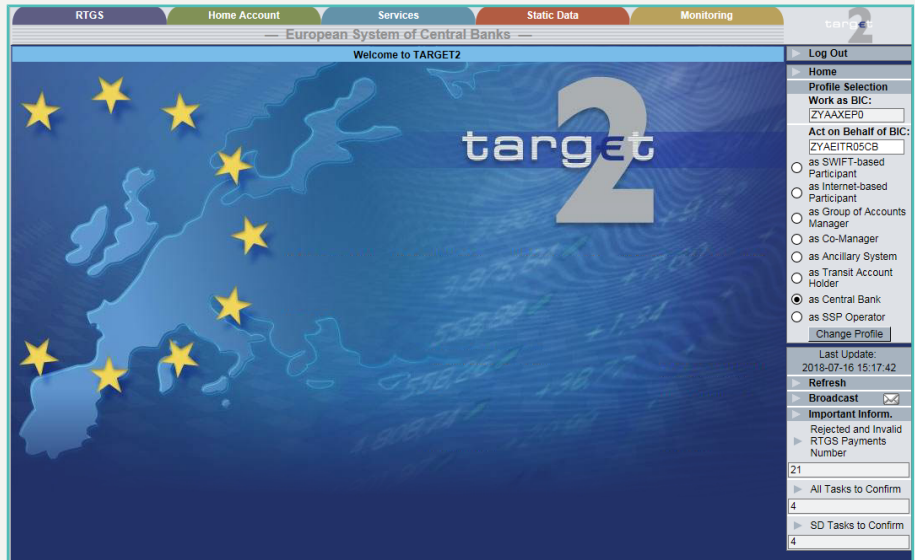 RTGS
Home Account
Services
Static Data
Monitoring
— European System of Central Banks —
target
2
Welcome to TARGET2
target
2
Log Out
Home
Profile Selection
Work as BIC:
ZYAAXEP0
Act on Behalf of BIC:
ZYAEITR05CB
as SWIFT-based
Participant
as Internet-based
Participant
as Group of Accounts
Manager
as Co-Manager
as Ancillary System
as Transit Account
Holder
as Central Bank
as SSP Operator
Change Profile
Last Update:
2018-07-16 15:17:42
Refresh
Broadcast
Important Inform.
Rejected and Invalid
RTGS Payments
Number
21
All Tasks to Confirm
4
SD Tasks to Confirm
4